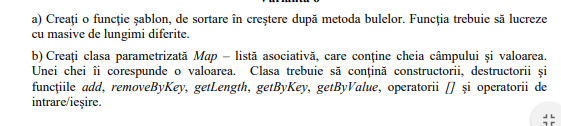 a) Creați o funcție șablon, de sortare în creștere după metoda bulelor. Funcția trebuie să lucreze
cu masive de lungimi diferite.
b) Creați clasa parametrizată Map – listă asociativă, care conține cheia câmpului și valoarea.
Unei chei îi corespunde o valoarea. Clasa trebuie să conțină constructorii, destructorii și
funcțiile add, removeByKey, getLength, getByKey, getByValue, operatorii [] și operatorii de
intrare/ieșire.